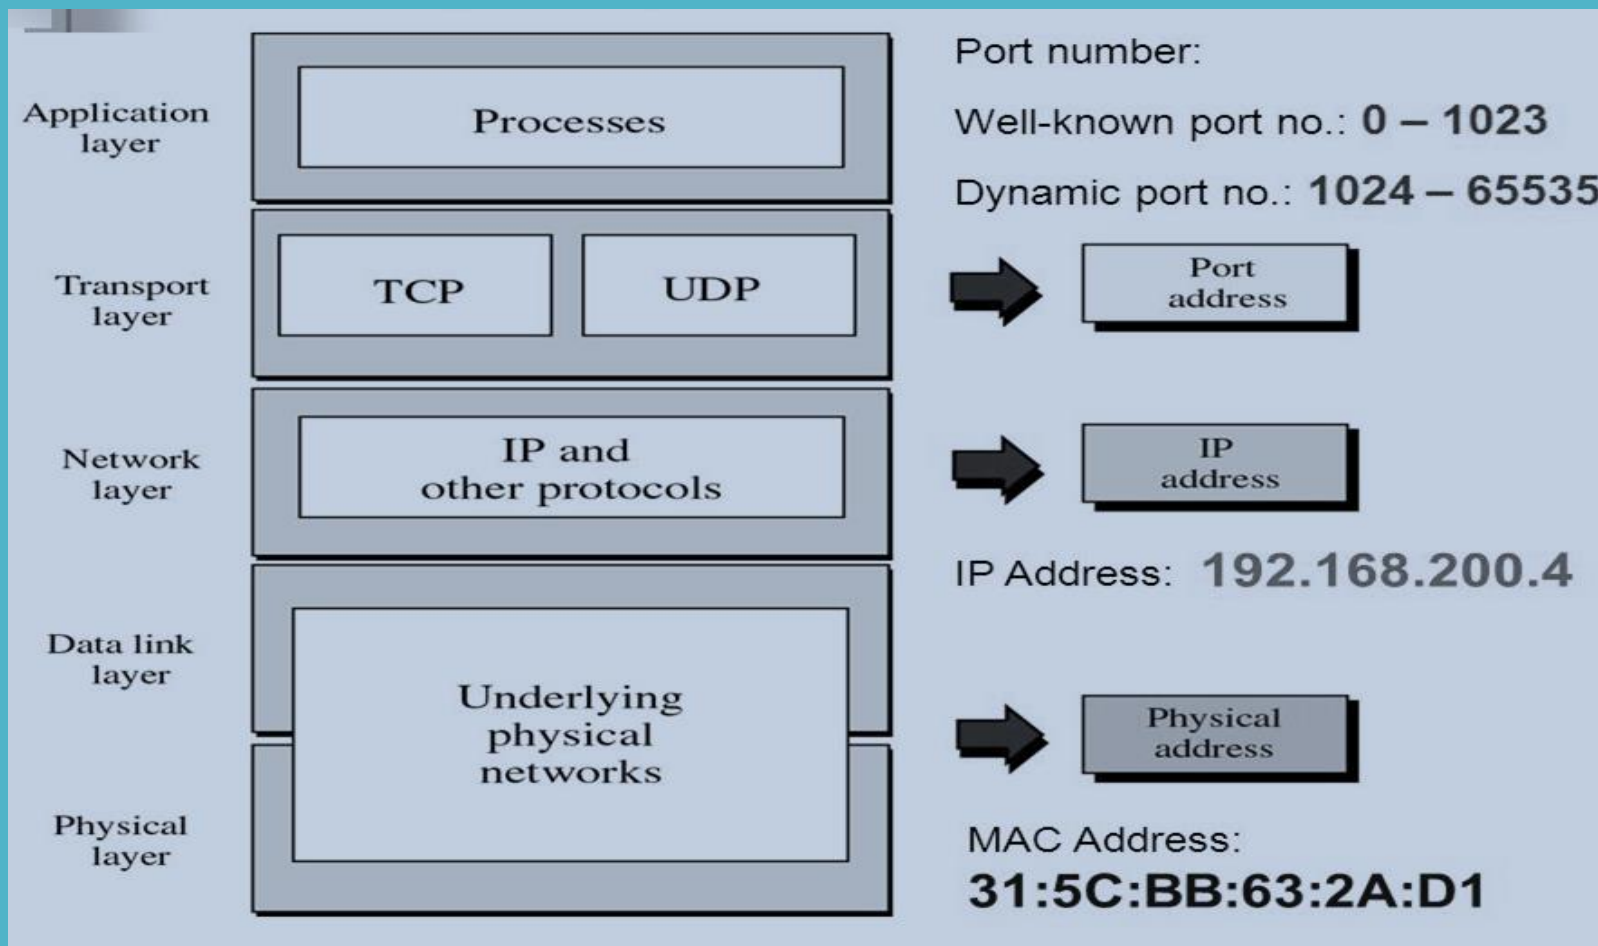 Port number:
Application
layer
Processes
Well-known port no.: 0 – 1023
Dynamic port no.: 1024 – 65535
Transport
layer
TCP
UDP
Port
address
Network
layer
IP and
other protocols
IP
address
IP Address: 192.168.200.4
Data link
layer
Underlying
physical
networks
Physical
address
Physical
layer
MAC Address:
31:5C:BB:63:2A:D1